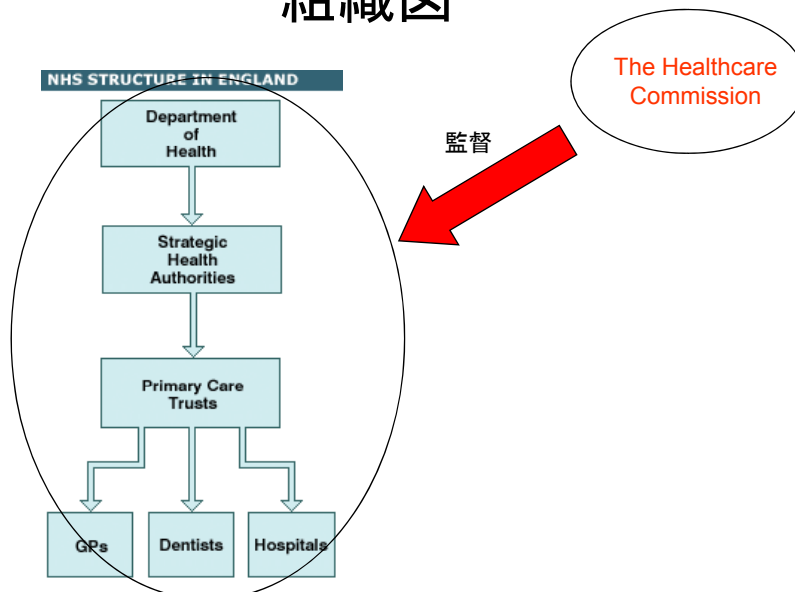 組織図
NHS STRUCTURE IN ENGLAND
The Healthcare
Commission
監督
Department
of
Health
Strategic
Health
Authorities
Primary Care
Trusts
GPs
Dentists
Hospitals